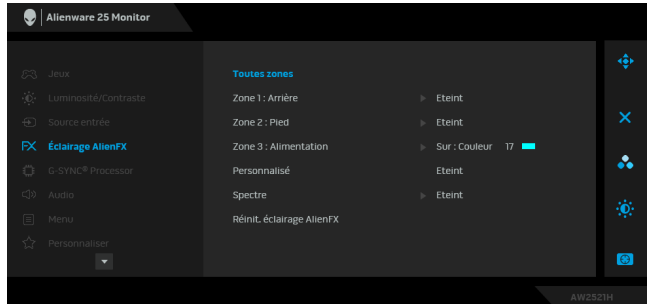 Alienware 25 Monitor
Jeux
Luminosité/Contraste
Source entrée
FX Éclairage AlienFX
G-SYNC® Processor
Audio
Menu
Personnaliser
Toutes zones
Zone 1 : Arrière Eteint
Zone 2 : Pied Eteint
Zone 3 : Alimentation Sur : Couleur 17
Personnalisé Eteint
Spectre Eteint
Réinit. éclairage AlienFX
AW2521H